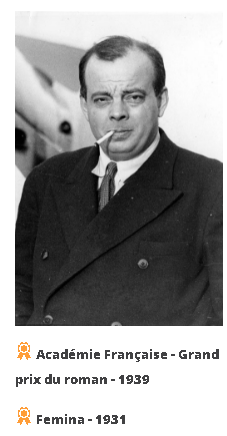 Académie Française - Grand
prix du roman - 1939
Femina - 1931